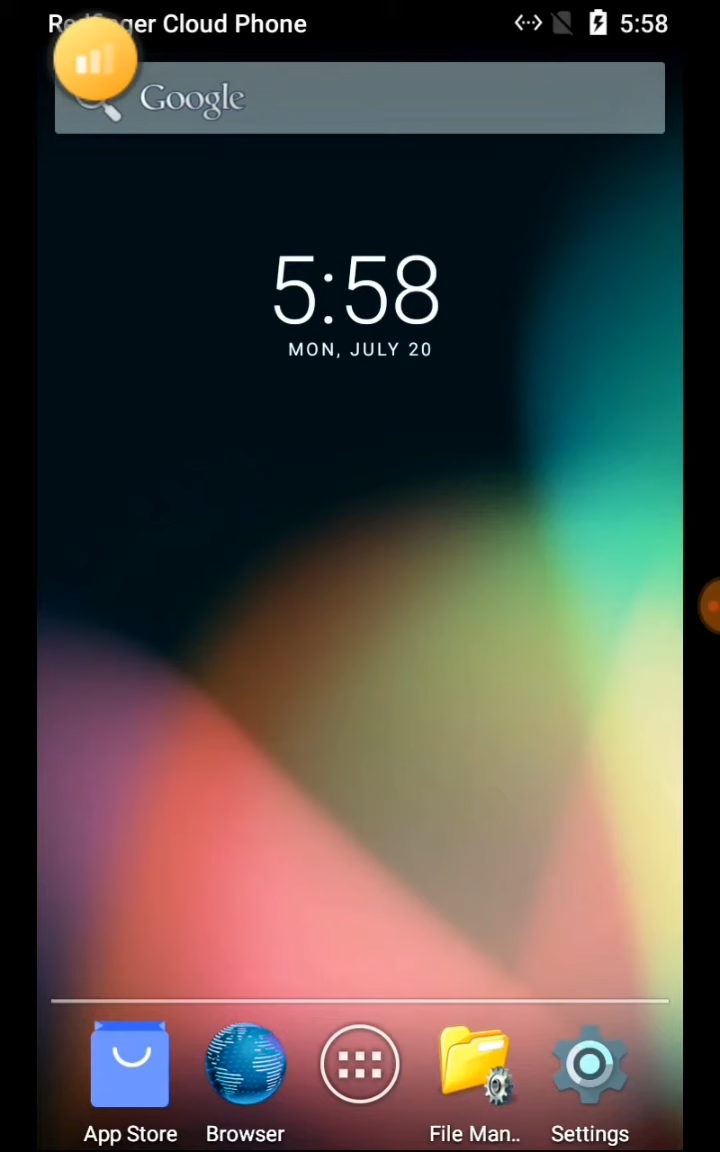 Redfinger Cloud Phone 5:58
Google
5:58
MON, JULY 20
App Store Browser File Man.. Settings